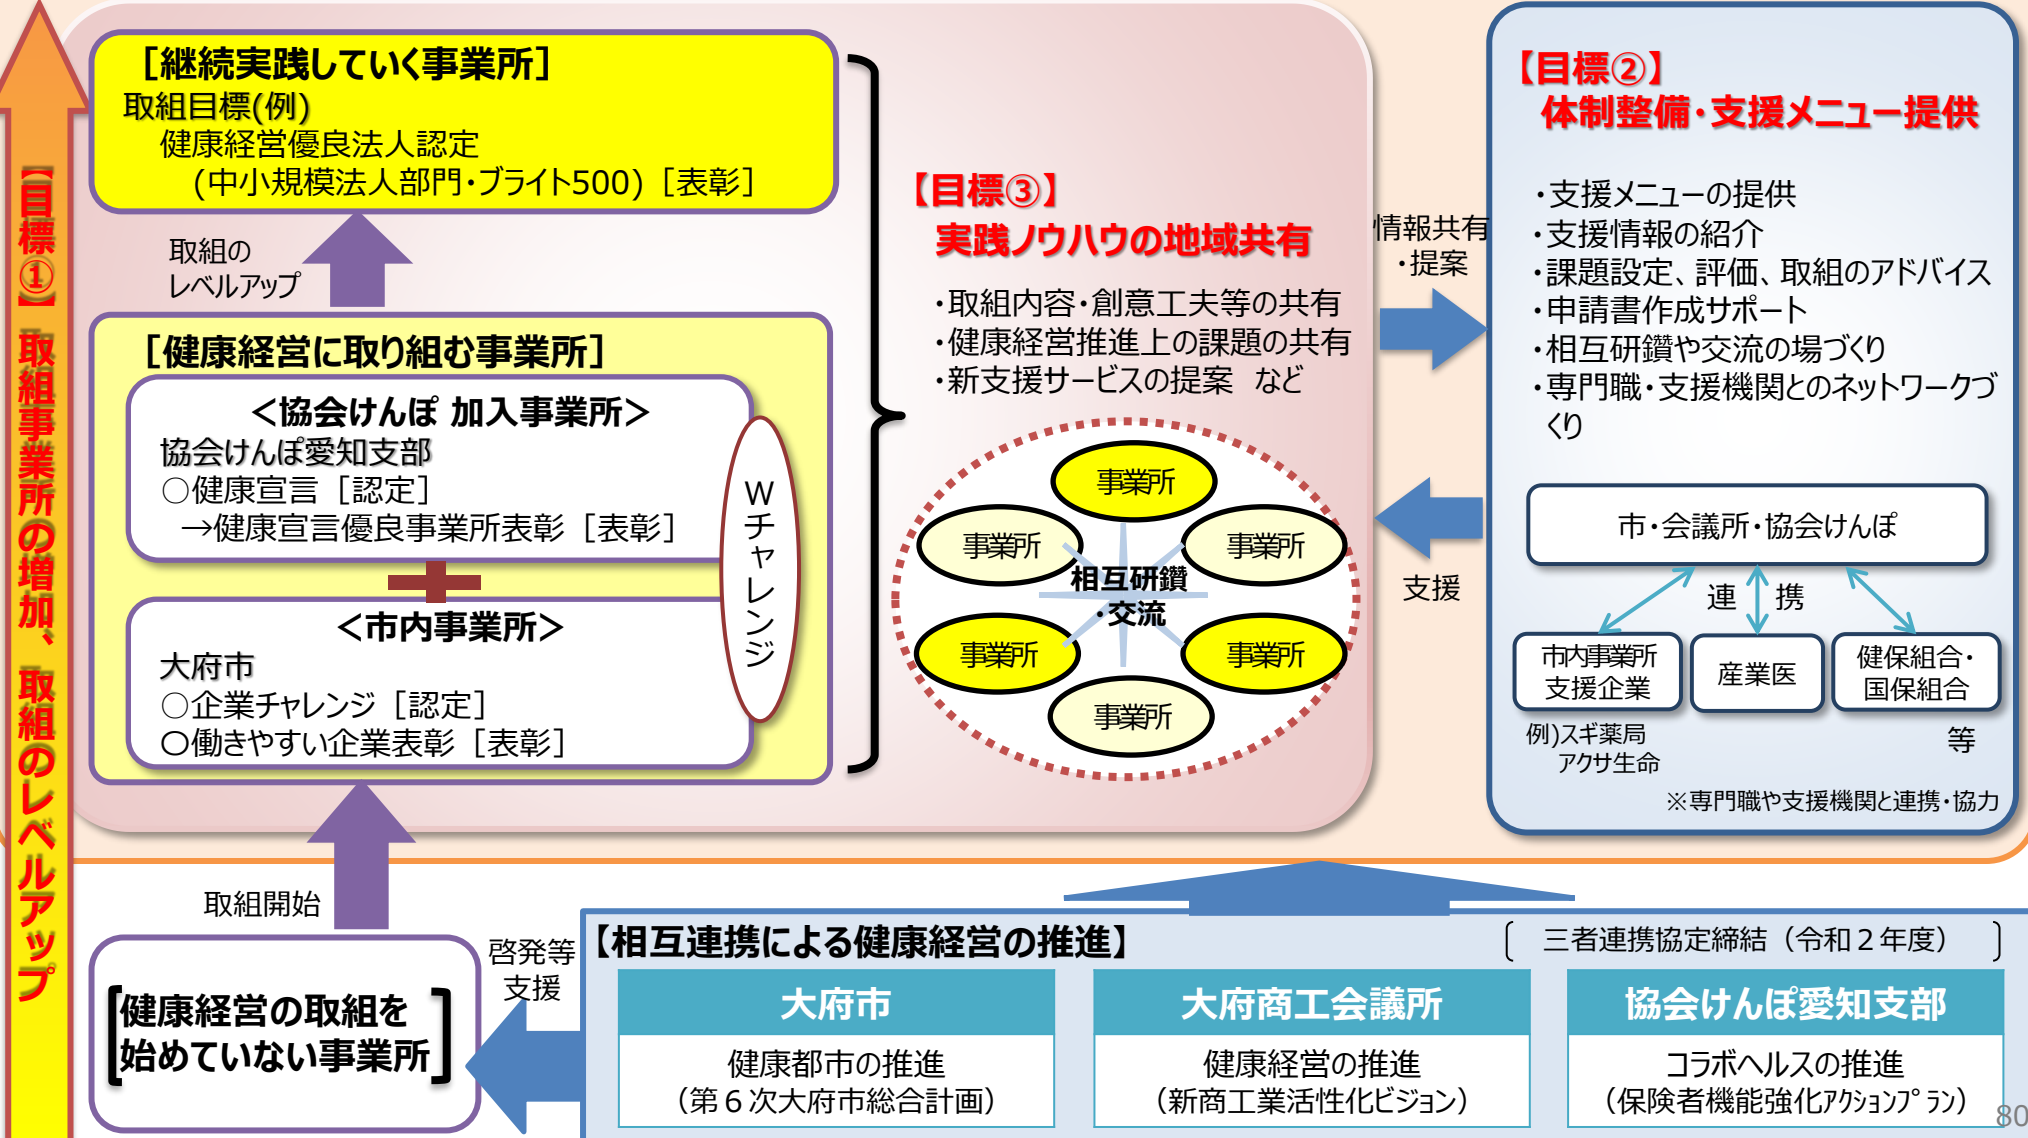 【目標①】 取組事業所の増加、取組のレベルアップ
［継続実践していく事業所］
取組目標(例)
健康経営優良法人認定
(中小規模法人部門・ブライト500)［表彰］
取組の
レベルアップ
［健康経営に取り組む事業所］
＜協会けんぽ 加入事業所＞
協会けんぽ愛知支部
○健康宣言［認定］
→健康宣言優良事業所表彰［表彰］
＜市内事業所＞
大府市
○企業チャレンジ［認定］
○働きやすい企業表彰［表彰］
Wチャレンジ
取組開始
［健康経営の取組を
始めていない事業所］
【目標③】
実践ノウハウの地域共有
・取組内容・創意工夫等の共有
・健康経営推進上の課題の共有
・新支援サービスの提案　など
事業所
事業所
事業所
相互研鑽
・交流
事業所
事業所
事業所
情報共有
・提案
支援
【目標②】
体制整備・支援メニュー提供
・支援メニューの提供
・支援情報の紹介
・課題設定、評価、取組のアドバイス
・申請書作成サポート
・相互研鑽や交流の場づくり
・専門職・支援機関とのネットワークづ
くり
市・会議所・協会けんぽ
連　携
市内事業所
支援企業
産業医
健保組合・
国保組合
例)スギ薬局
アクサ生命
等
※専門職や支援機関と連携・協力
啓発等
支援
【相互連携による健康経営の推進】
〔 三者連携協定締結（令和２年度） 〕
大府市
健康都市の推進
（第６次大府市総合計画）
大府商工会議所
健康経営の推進
（新商工業活性化ビジョン）
協会けんぽ愛知支部
コラボヘルスの推進
（保険者機能強化ｱｸｼｮﾝﾌﾟﾗﾝ）
80